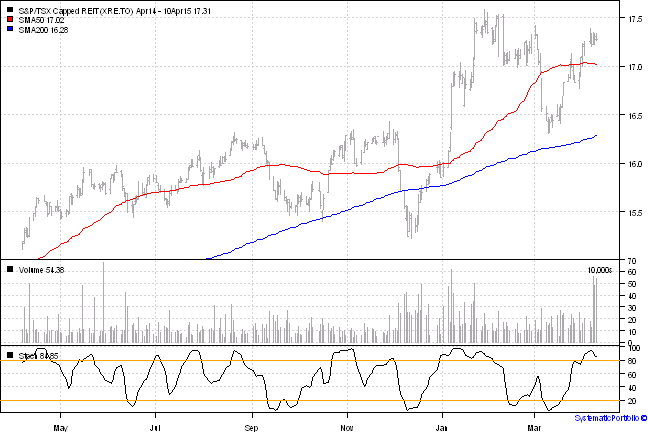 S&P/TSX Capped REIT (XRE.TO) Apr14 - 10Apr15 17.31
SMA50 17.02
SMA200 16.28
17.5
17.0
16.5
16.0
15.5
Volume 54.38
10,000s
70
60
50
40
30
20
10
0
Stoch 84.85
100
80
60
40
20
May Jul Sep Nov Jan Mar
SystematicPortfolio ©